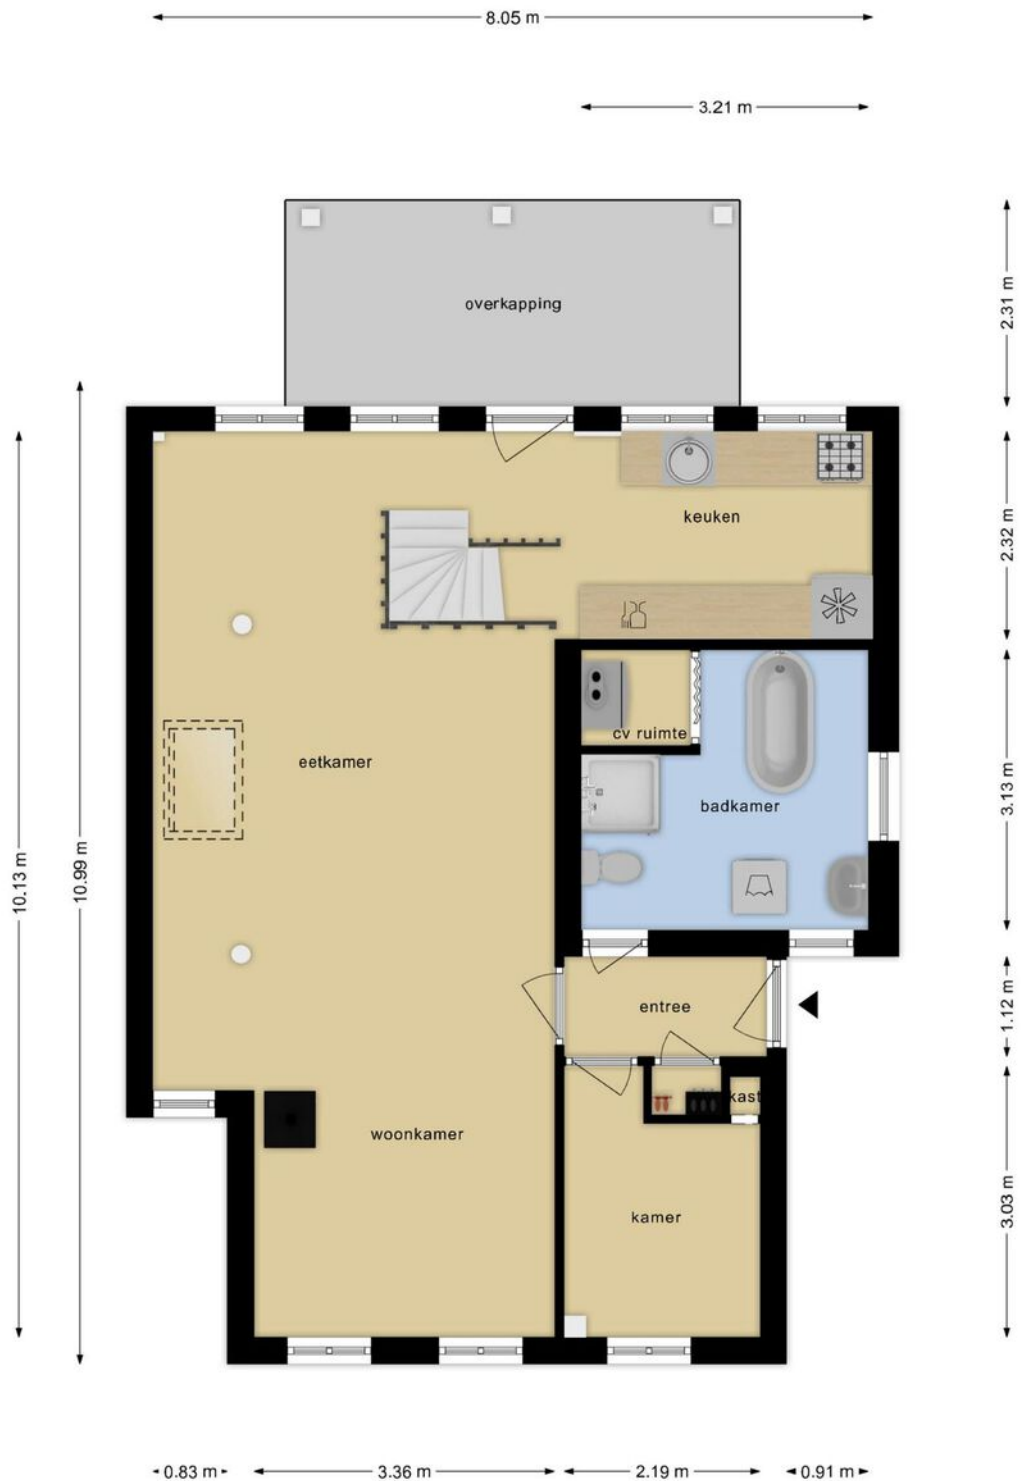 8.05 m
3.21 m
2.31 m
overkapping
keuken
2.32 m
cv ruimte
eetkamer
badkamer
3.13 m
10.13 m
10.99 m
entree
1.12 m
kast
woonkamer
kamer
3.03 m
0.83 m
3.36 m
2.19 m
0.91 m